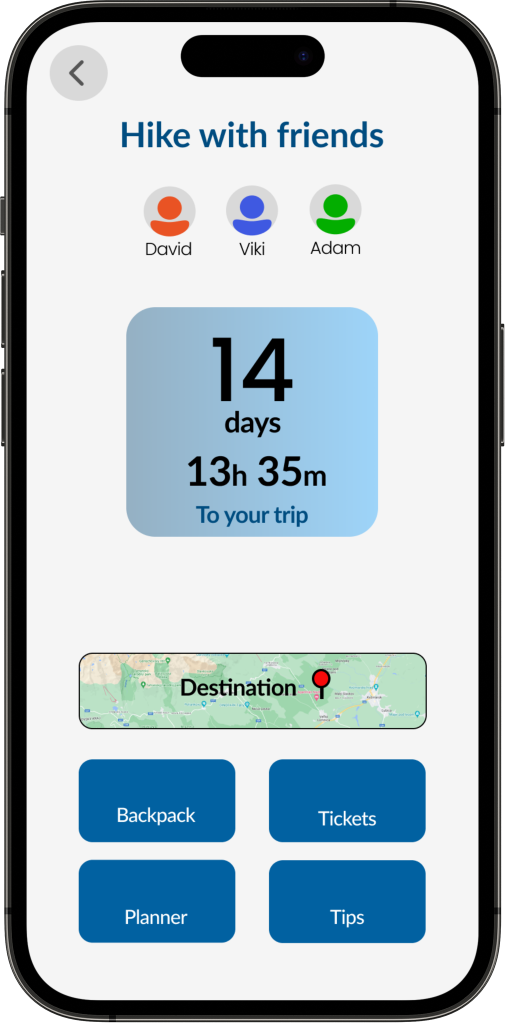 Hike with friends
David Viki Adam
14
days
13h 35m
To your trip
Destination
Backpack Tickets
Planner Tips